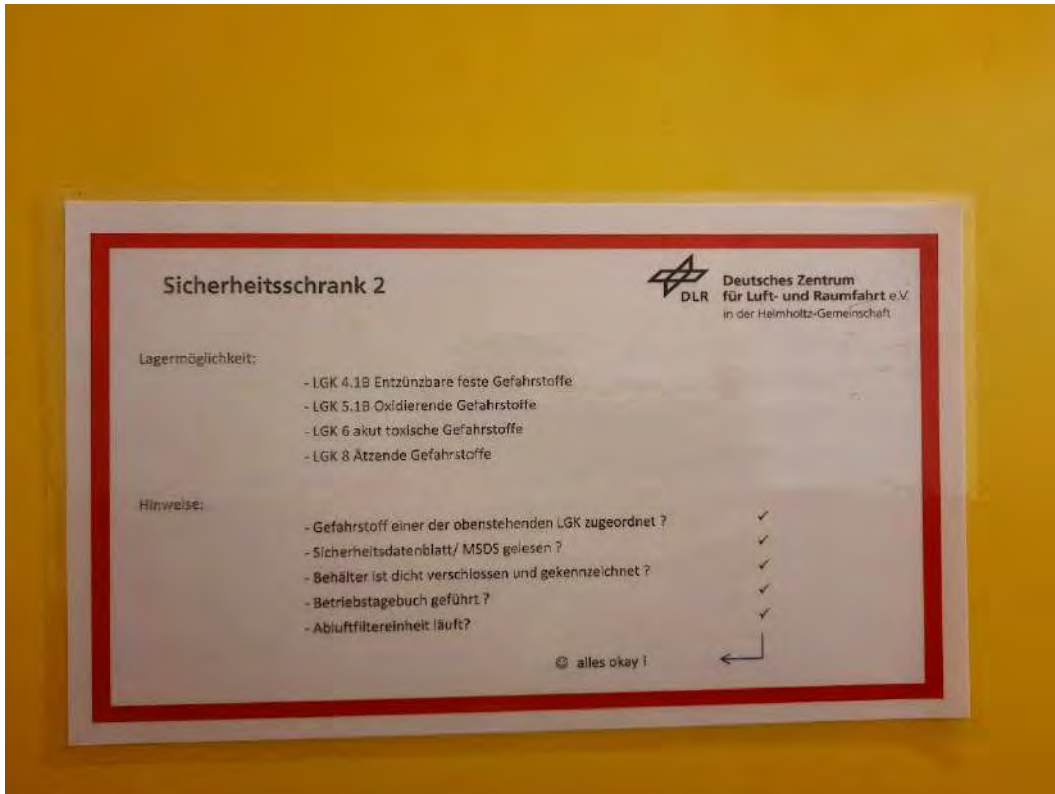 Sicherheitsschrank 2
DLR
Deutsches Zentrum
für Luft- und Raumfahrt e.V.
in der Helmholtz-Gemeinschaft
Lagermöglichkeit:
- LGK 4.1B Entzünzbare feste Gefahrstoffe
- LGK 5.1B Oxidierende Gefahrstoffe
- LGK 6 akut toxische Gefahrstoffe
- LGK 8 Ätzende Gefahrstoffe
Hinweise:
- Gefahrstoff einer der obenstehenden LGK zugeordnet ? ✓
- Sicherheitsdatenblatt/ MSDS gelesen ? ✓
- Behälter ist dicht verschlossen und gekennzeichnet ? ✓
- Betriebstagebuch geführt ? ✓
- Abluftfiltereinheit läuft? ✓
☺ alles okay !